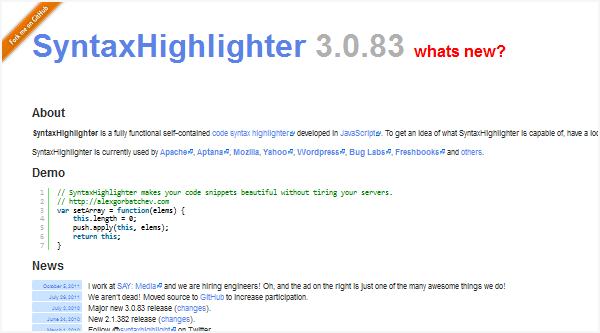 Fork me on GitHub
SyntaxHighlighter 3.0.83 whats new?
About
SyntaxHighlighter is a fully functional self-contained code syntax highlighter developed in JavaScript. To get an idea of what SyntaxHighlighter is capable of, have a loo
SyntaxHighlighter is currently used by Apache, Aptana, Mozilla, Yahoo, Wordpress, Bug Labs, Freshbooks and others.
Demo
1 // SyntaxHighlighter makes your code snippets beautiful without tiring your servers.
2 // http://alexgorbatchev.com
3 var setArray = function(elems) {
4 this.length = 0;
5 push.apply(this, elems);
6 return this;
7 }
News
October 5, 2011 I work at SAY: Media and we are hiring engineers! Oh, and the ad on the right is just one of the many awesome things we do!
July 29, 2011 We aren't dead! Moved source to GitHub to increase participation.
July 2, 2010 Major new 3.0.83 release (changes).
June 24, 2010 New 2.1.382 release (changes).
Follow @syntaxhighlight on Twitter